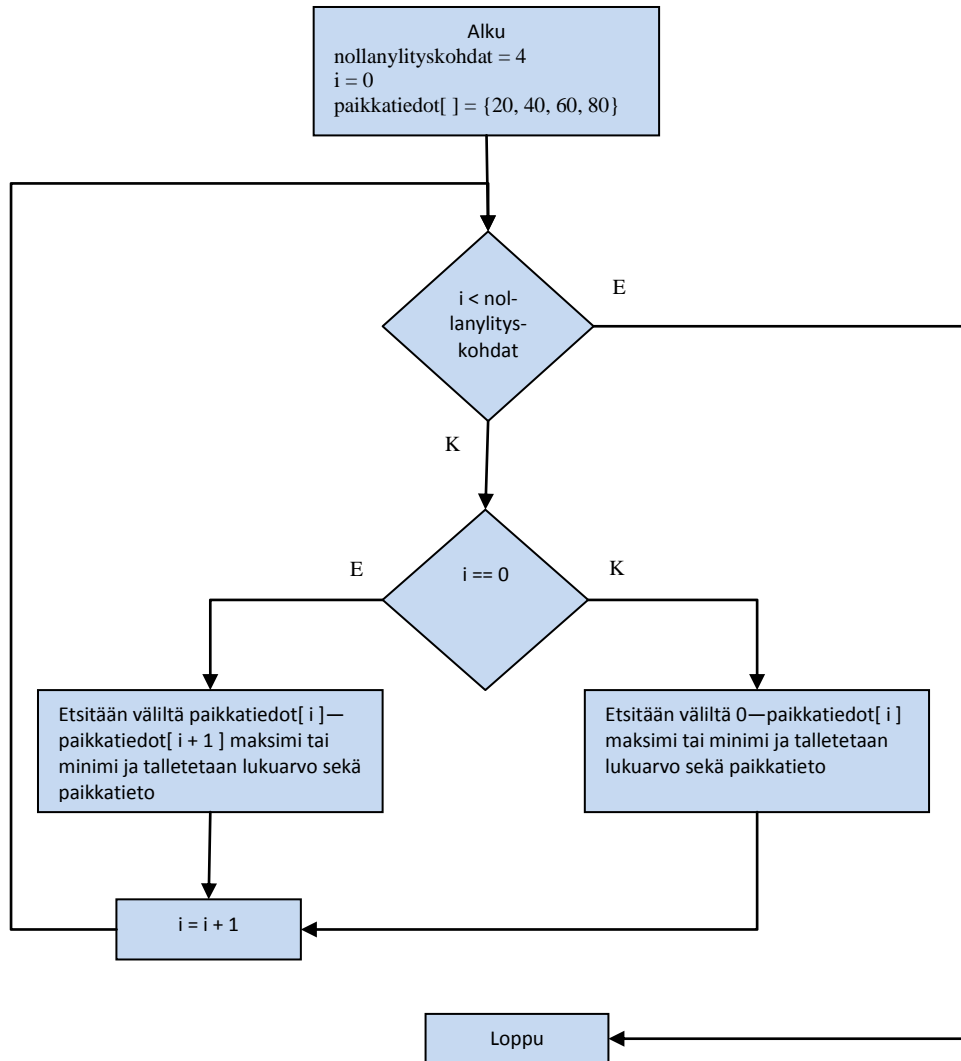 Alku
nollanylityskohdat = 4
i = 0
paikkatiedot[ ] = {20, 40, 60, 80}
i < nol-
lanylitys-
kohdat
E
K
i == 0
E
K
Etsitään väliltä paikkatiedot[ i ]—
paikkatiedot[ i + 1 ] maksimi tai
minimi ja talletetaan lukuarvo sekä
paikkatieto
Etsitään väliltä 0—paikkatiedot[ i ]
maksimi tai minimi ja talletetaan
lukuarvo sekä paikkatieto
i = i + 1
Loppu